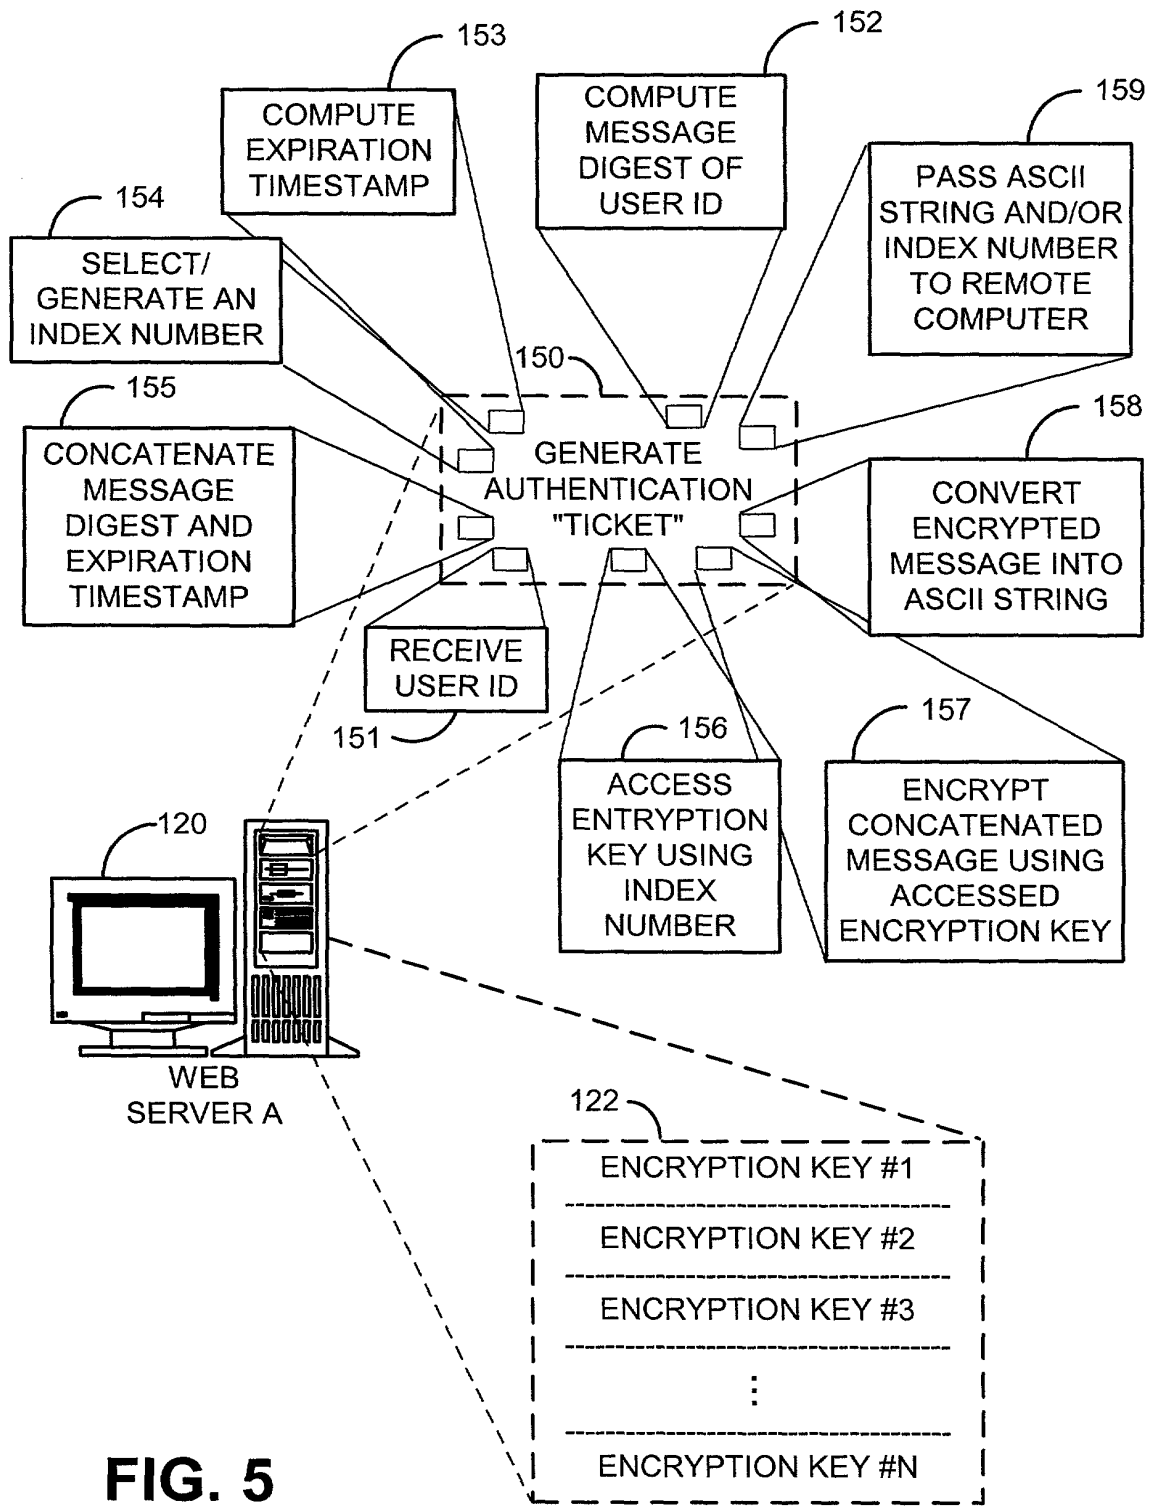 152
153
COMPUTE
EXPIRATION
TIMESTAMP
COMPUTE
MESSAGE
DIGEST OF
USER ID
159
PASS ASCII
STRING AND/OR
INDEX NUMBER
TO REMOTE
COMPUTER
154
SELECT/
GENERATE AN
INDEX NUMBER
150
GENERATE
AUTHENTICATION
"TICKET"
155
CONCATENATE
MESSAGE
DIGEST AND
EXPIRATION
TIMESTAMP
158
CONVERT
ENCRYPTED
MESSAGE INTO
ASCII STRING
RECEIVE
USER ID
151
156
ACCESS
ENTRYPTION
KEY USING
INDEX
NUMBER
157
ENCRYPT
CONCATENATED
MESSAGE USING
ACCESSED
ENCRYPTION KEY
120
WEB
SERVER A
122
ENCRYPTION KEY #1
ENCRYPTION KEY #2
ENCRYPTION KEY #3
⋮
ENCRYPTION KEY #N
FIG. 5